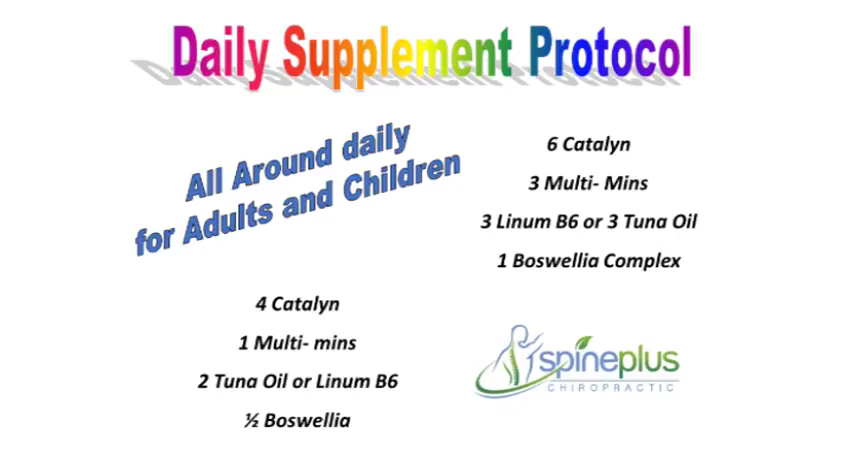 Daily Supplement Protocol
All Around daily
for Adults and Children
6 Catalyn
3 Multi- Mins
3 Linum B6 or 3 Tuna Oil
1 Boswellia Complex
4 Catalyn
1 Multi- mins
2 Tuna Oil or Linum B6
½ Boswellia
spineplus
CHIROPRACTIC